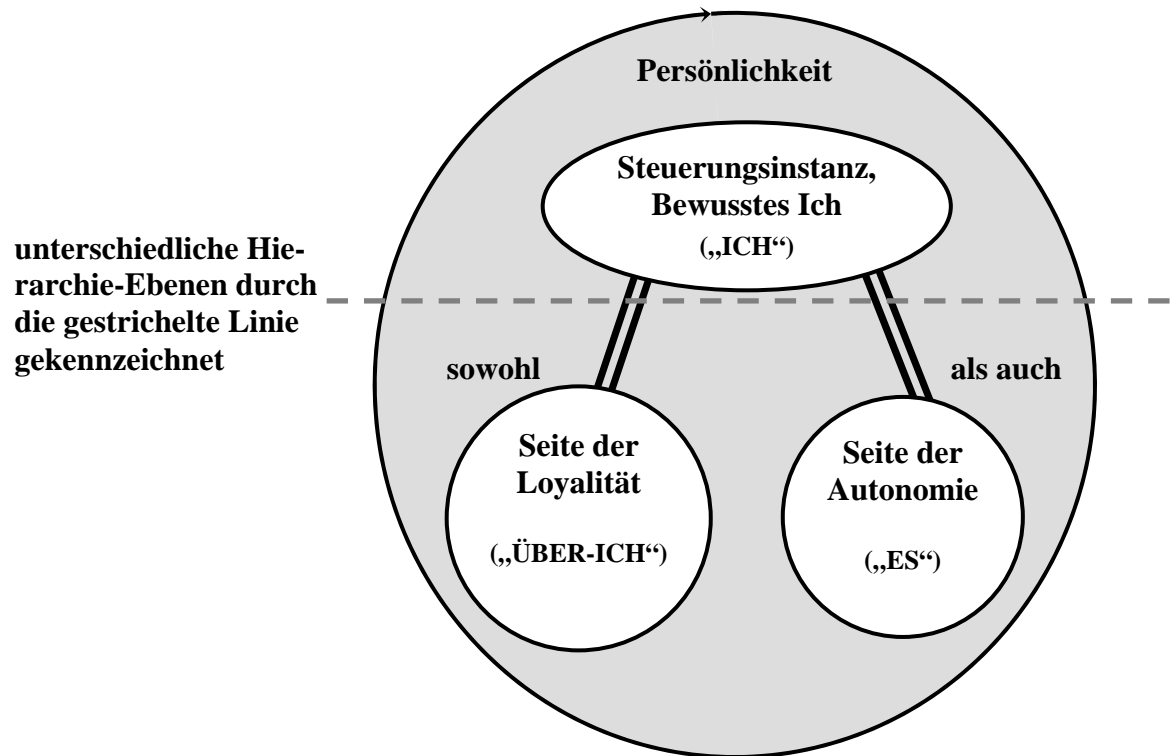 Persönlichkeit
Steuerungsinstanz,
Bewusstes Ich
(„ICH“)
unterschiedliche Hie-
rarchie-Ebenen durch
die gestrichelte Linie
gekennzeichnet
sowohl
als auch
Seite der
Loyalität
(„ÜBER-ICH“)
Seite der
Autonomie
(„ES“)